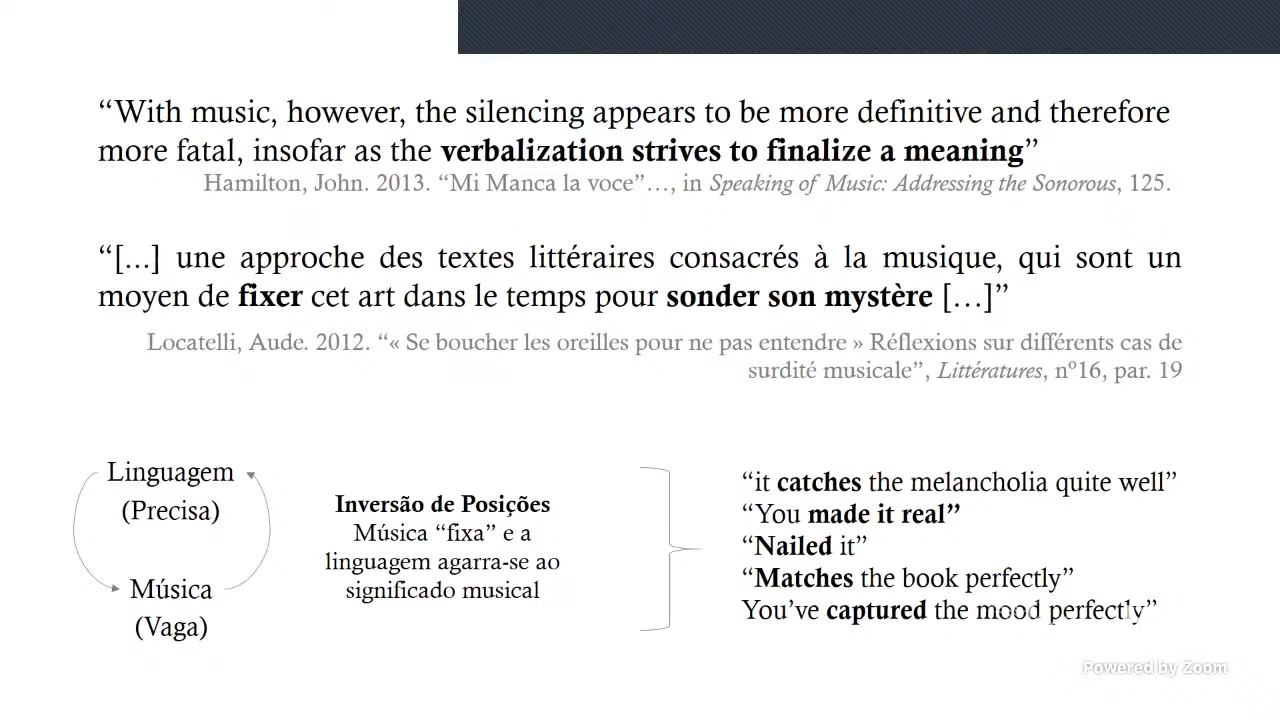 “With music, however, the silencing appears to be more definitive and therefore
more fatal, insofar as the verbalization strives to finalize a meaning”
Hamilton, John. 2013. “Mi Manca la voce”…, in Speaking of Music: Addressing the Sonorous, 125.
“[…] une approche des textes littéraires consacrés à la musique, qui sont un
moyen de fixer cet art dans le temps pour sonder son mystère […]”
Locatelli, Aude. 2012. “« Se boucher les oreilles pour ne pas entendre » Réflexions sur différents cas de
surdité musicale”, Littératures, nº16, par. 19
Linguagem
(Precisa)
Música
(Vaga)
Inversão de Posições
Música “fixa” e a
linguagem agarra-se ao
significado musical
“it catches the melancholia quite well”
“You made it real”
“Nailed it”
“Matches the book perfectly”
You’ve captured the mood perfectly”
Powered by Zoom